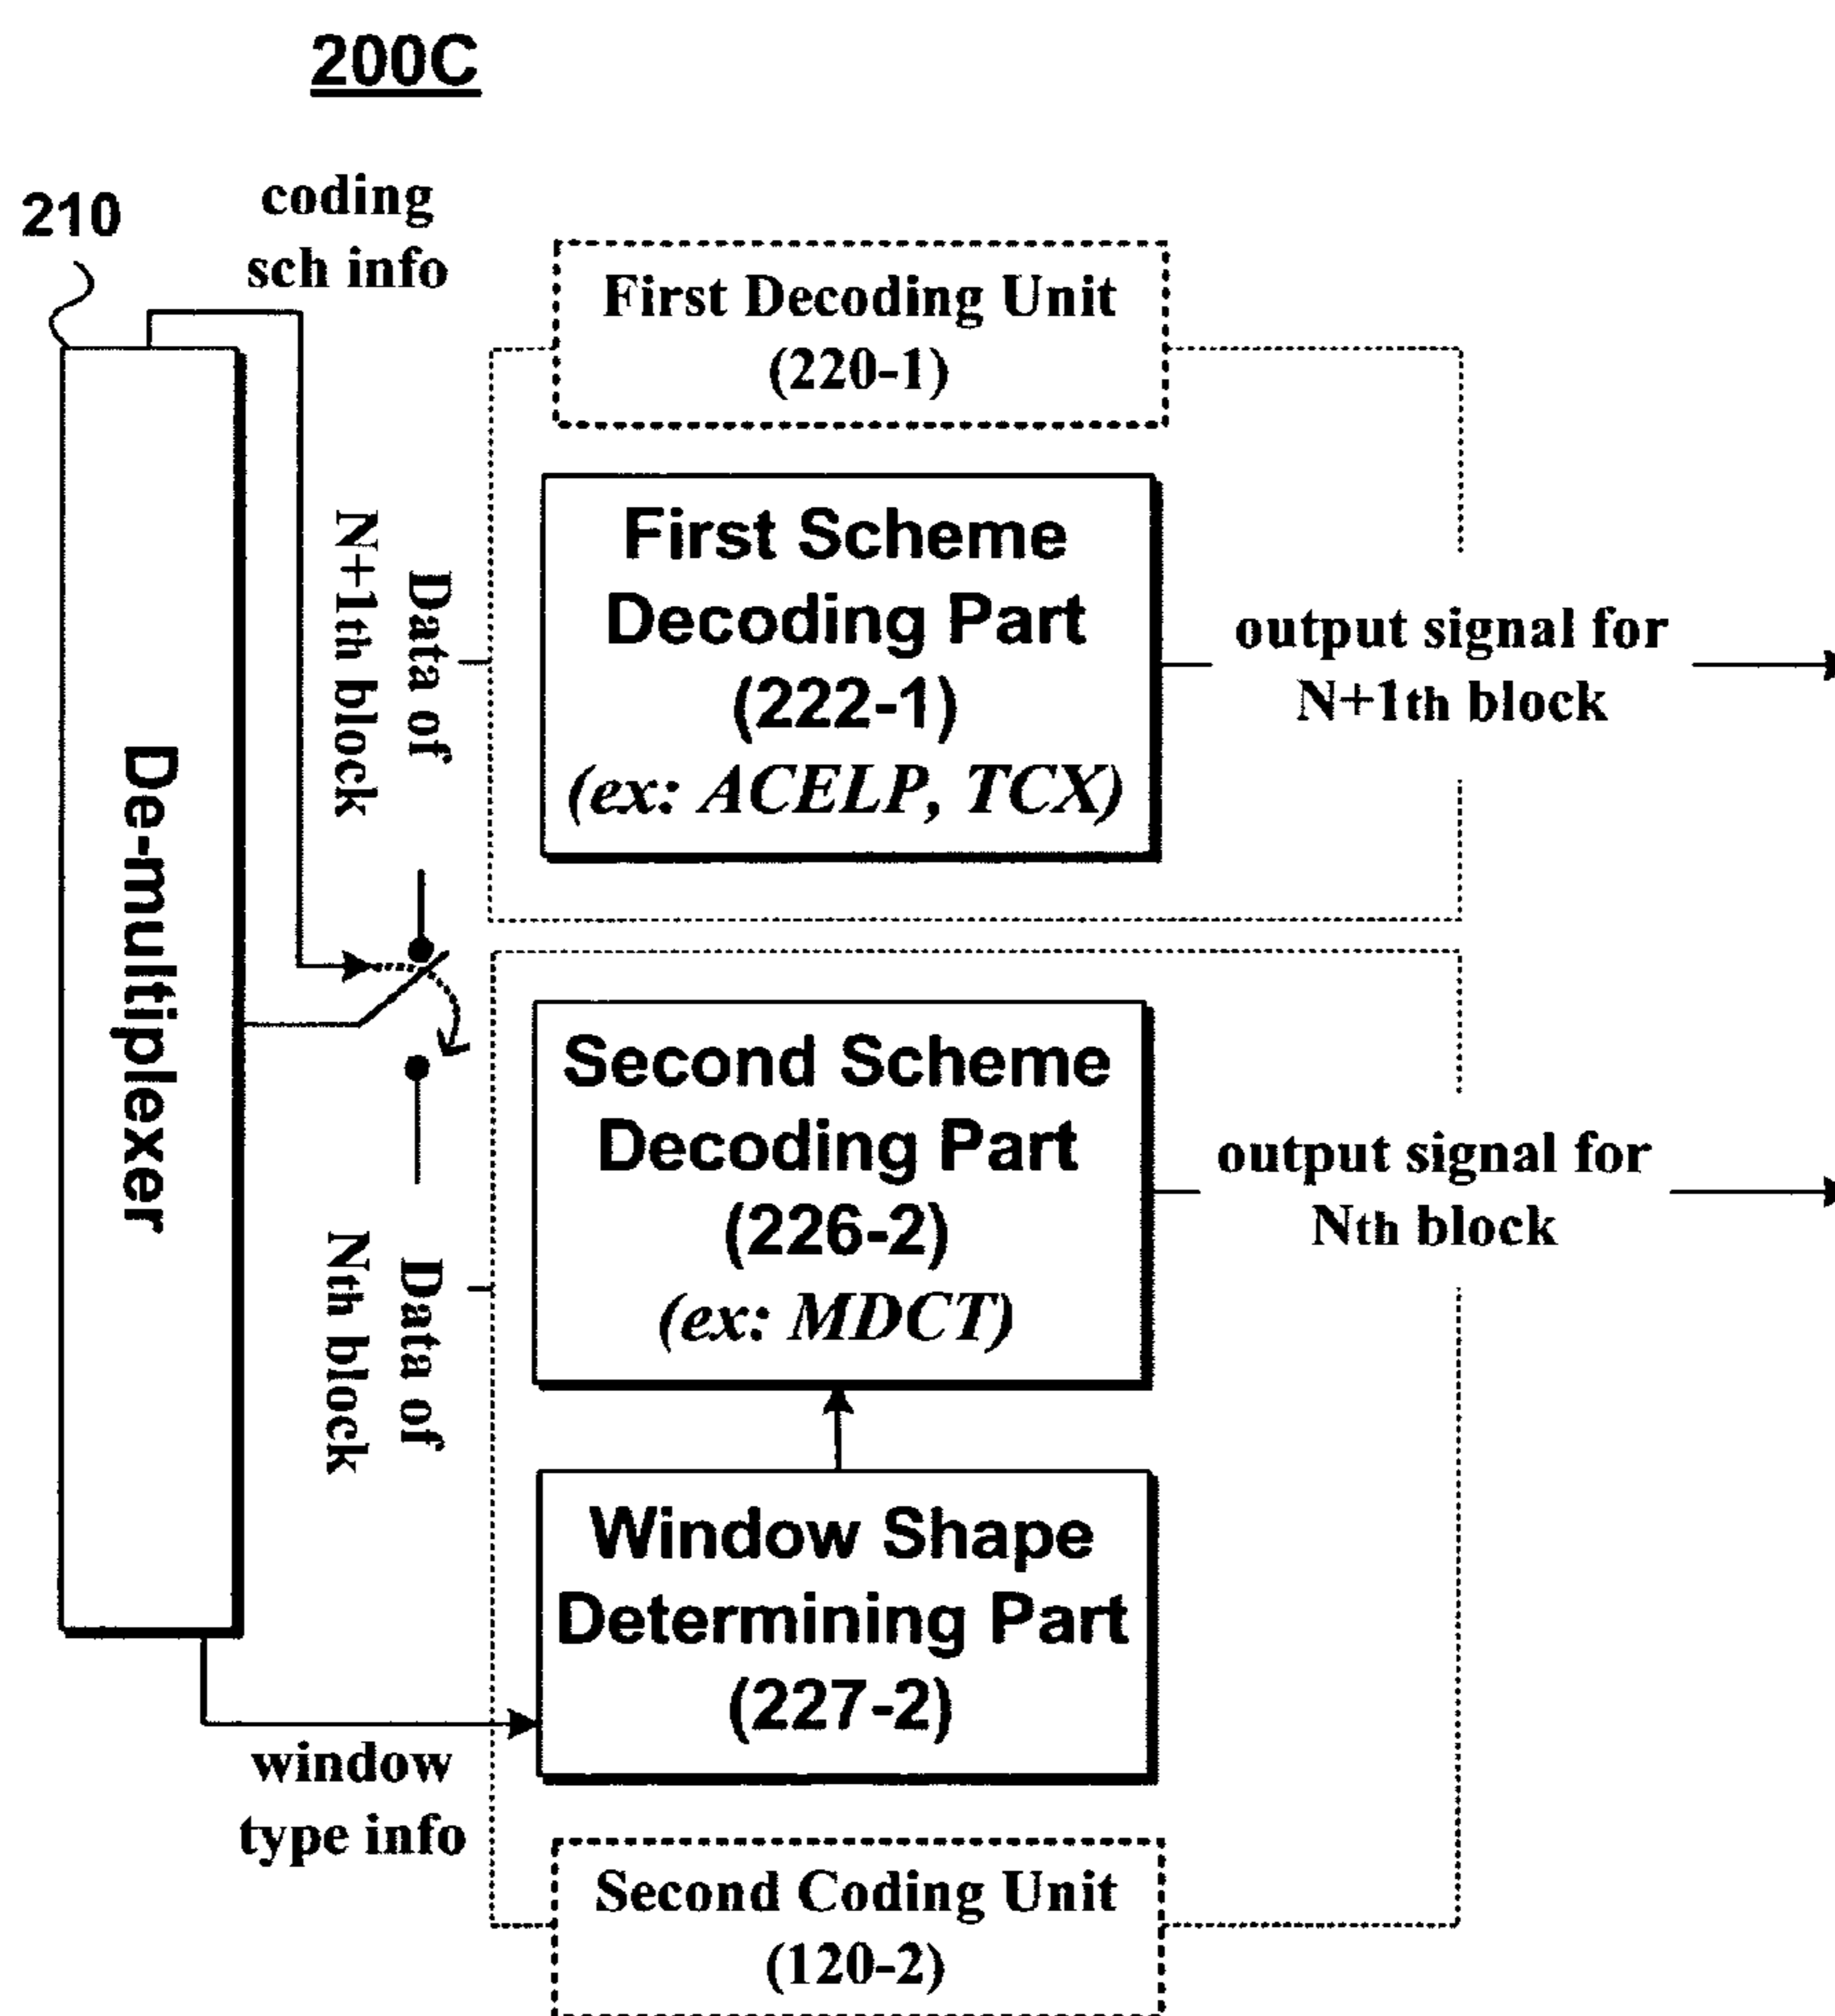 200C
210
coding
sch info
First Decoding Unit
(220-1)
De-multiplexer
Data of
N+1th block
First Scheme
Decoding Part
(222-1)
(ex: ACELP, TCX)
output signal for
N+1th block
Data of
Nth block
Second Scheme
Decoding Part
(226-2)
(ex: MDCT)
output signal for
Nth block
Window Shape
Determining Part
(227-2)
window
type info
Second Coding Unit
(120-2)